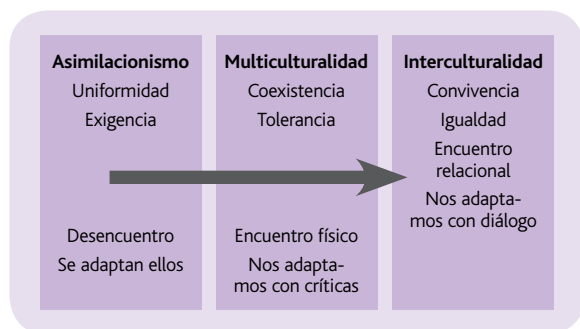 Asimilacionismo
Uniformidad
Exigencia
Desencuentro
Se adaptan ellos
Multiculturalidad
Coexistencia
Tolerancia
Encuentro físico
Nos adapta-
mos con críticas
Interculturalidad
Convivencia
Igualdad
Encuentro
relacional
Nos adapta-
mos con diálogo